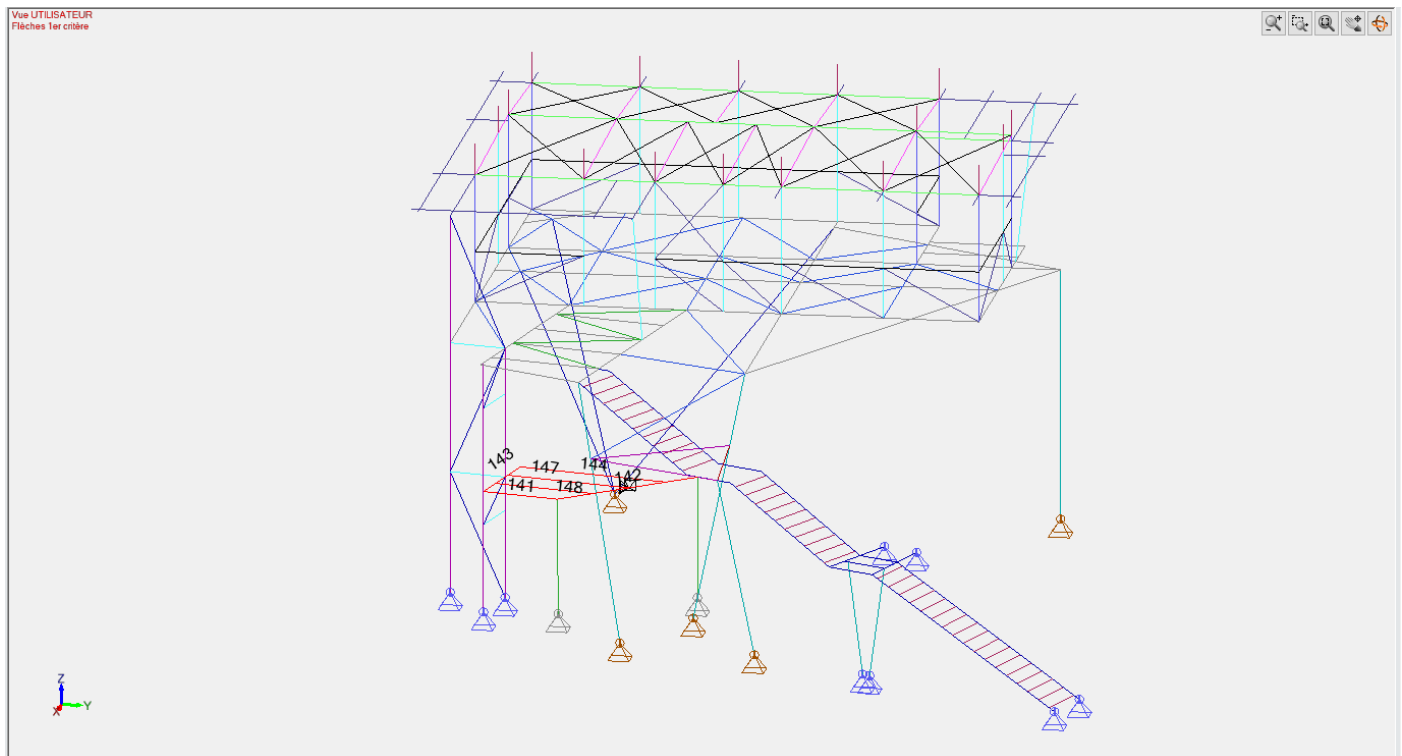 Vue UTILISATEUR
Flèches 1er critère
143
147
144
142
141
148
Z
X
Y